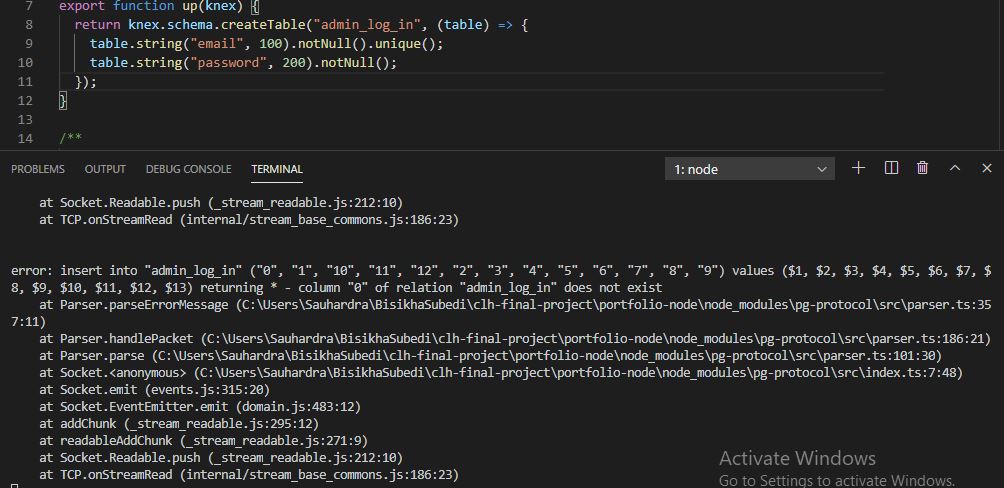 7 export function up(knex) {
8 return knex.schema.createTable("admin_log_in", (table) => {
9 table.string("email", 100).notNull().unique();
10 table.string("password", 200).notNull();
11 });
12 }
13
14 /**
PROBLEMS OUTPUT DEBUG CONSOLE TERMINAL 1: node
at Socket.Readable.push (_stream_readable.js:212:10)
at TCP.onStreamRead (internal/stream_base_commons.js:186:23)
error: insert into "admin_log_in" ("0", "1", "10", "11", "12", "2", "3", "4", "5", "6", "7", "8", "9") values ($1, $2, $3, $4, $5, $6, $7, $
8, $9, $10, $11, $12, $13) returning * - column "0" of relation "admin_log_in" does not exist
at Parser.parseErrorMessage (C:\Users\Sauhardra\BisikhaSubedi\clh-final-project\portfolio-node\node_modules\pg-protocol\src\parser.ts:35
7:11)
at Parser.handlePacket (C:\Users\Sauhardra\BisikhaSubedi\clh-final-project\portfolio-node\node_modules\pg-protocol\src\parser.ts:186:21)
at Parser.parse (C:\Users\Sauhardra\BisikhaSubedi\clh-final-project\portfolio-node\node_modules\pg-protocol\src\parser.ts:101:30)
at Socket.<anonymous> (C:\Users\Sauhardra\BisikhaSubedi\clh-final-project\portfolio-node\node_modules\pg-protocol\src\index.ts:7:48)
at Socket.emit (events.js:315:20)
at Socket.EventEmitter.emit (domain.js:483:12)
at addChunk (_stream_readable.js:295:12)
at readableAddChunk (_stream_readable.js:271:9)
at Socket.Readable.push (_stream_readable.js:212:10)
at TCP.onStreamRead (internal/stream_base_commons.js:186:23)
Activate Windows
Go to Settings to activate Windows.